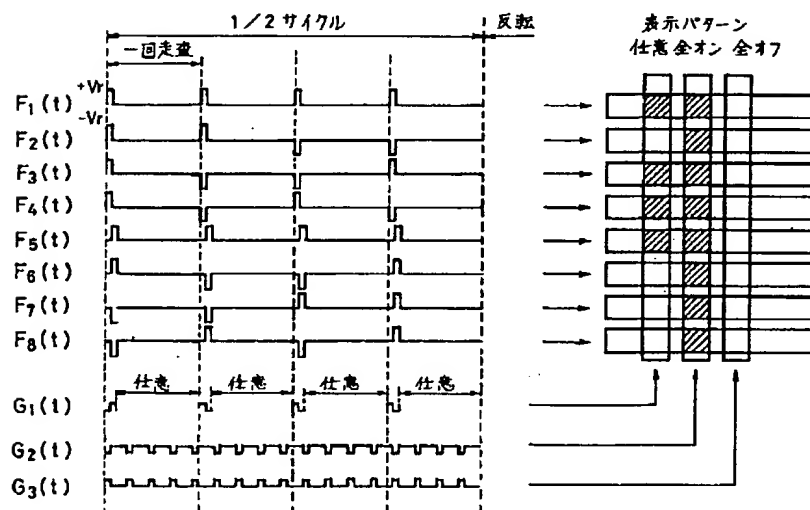 1/2サイクル
反転
一回走査
表示パターン
任意 全オン 全オフ
+Vr
F1(t)
-Vr
F2(t)
F3(t)
F4(t)
F5(t)
F6(t)
F7(t)
F8(t)
任意 任意 任意 任意
G1(t)
G2(t)
G3(t)